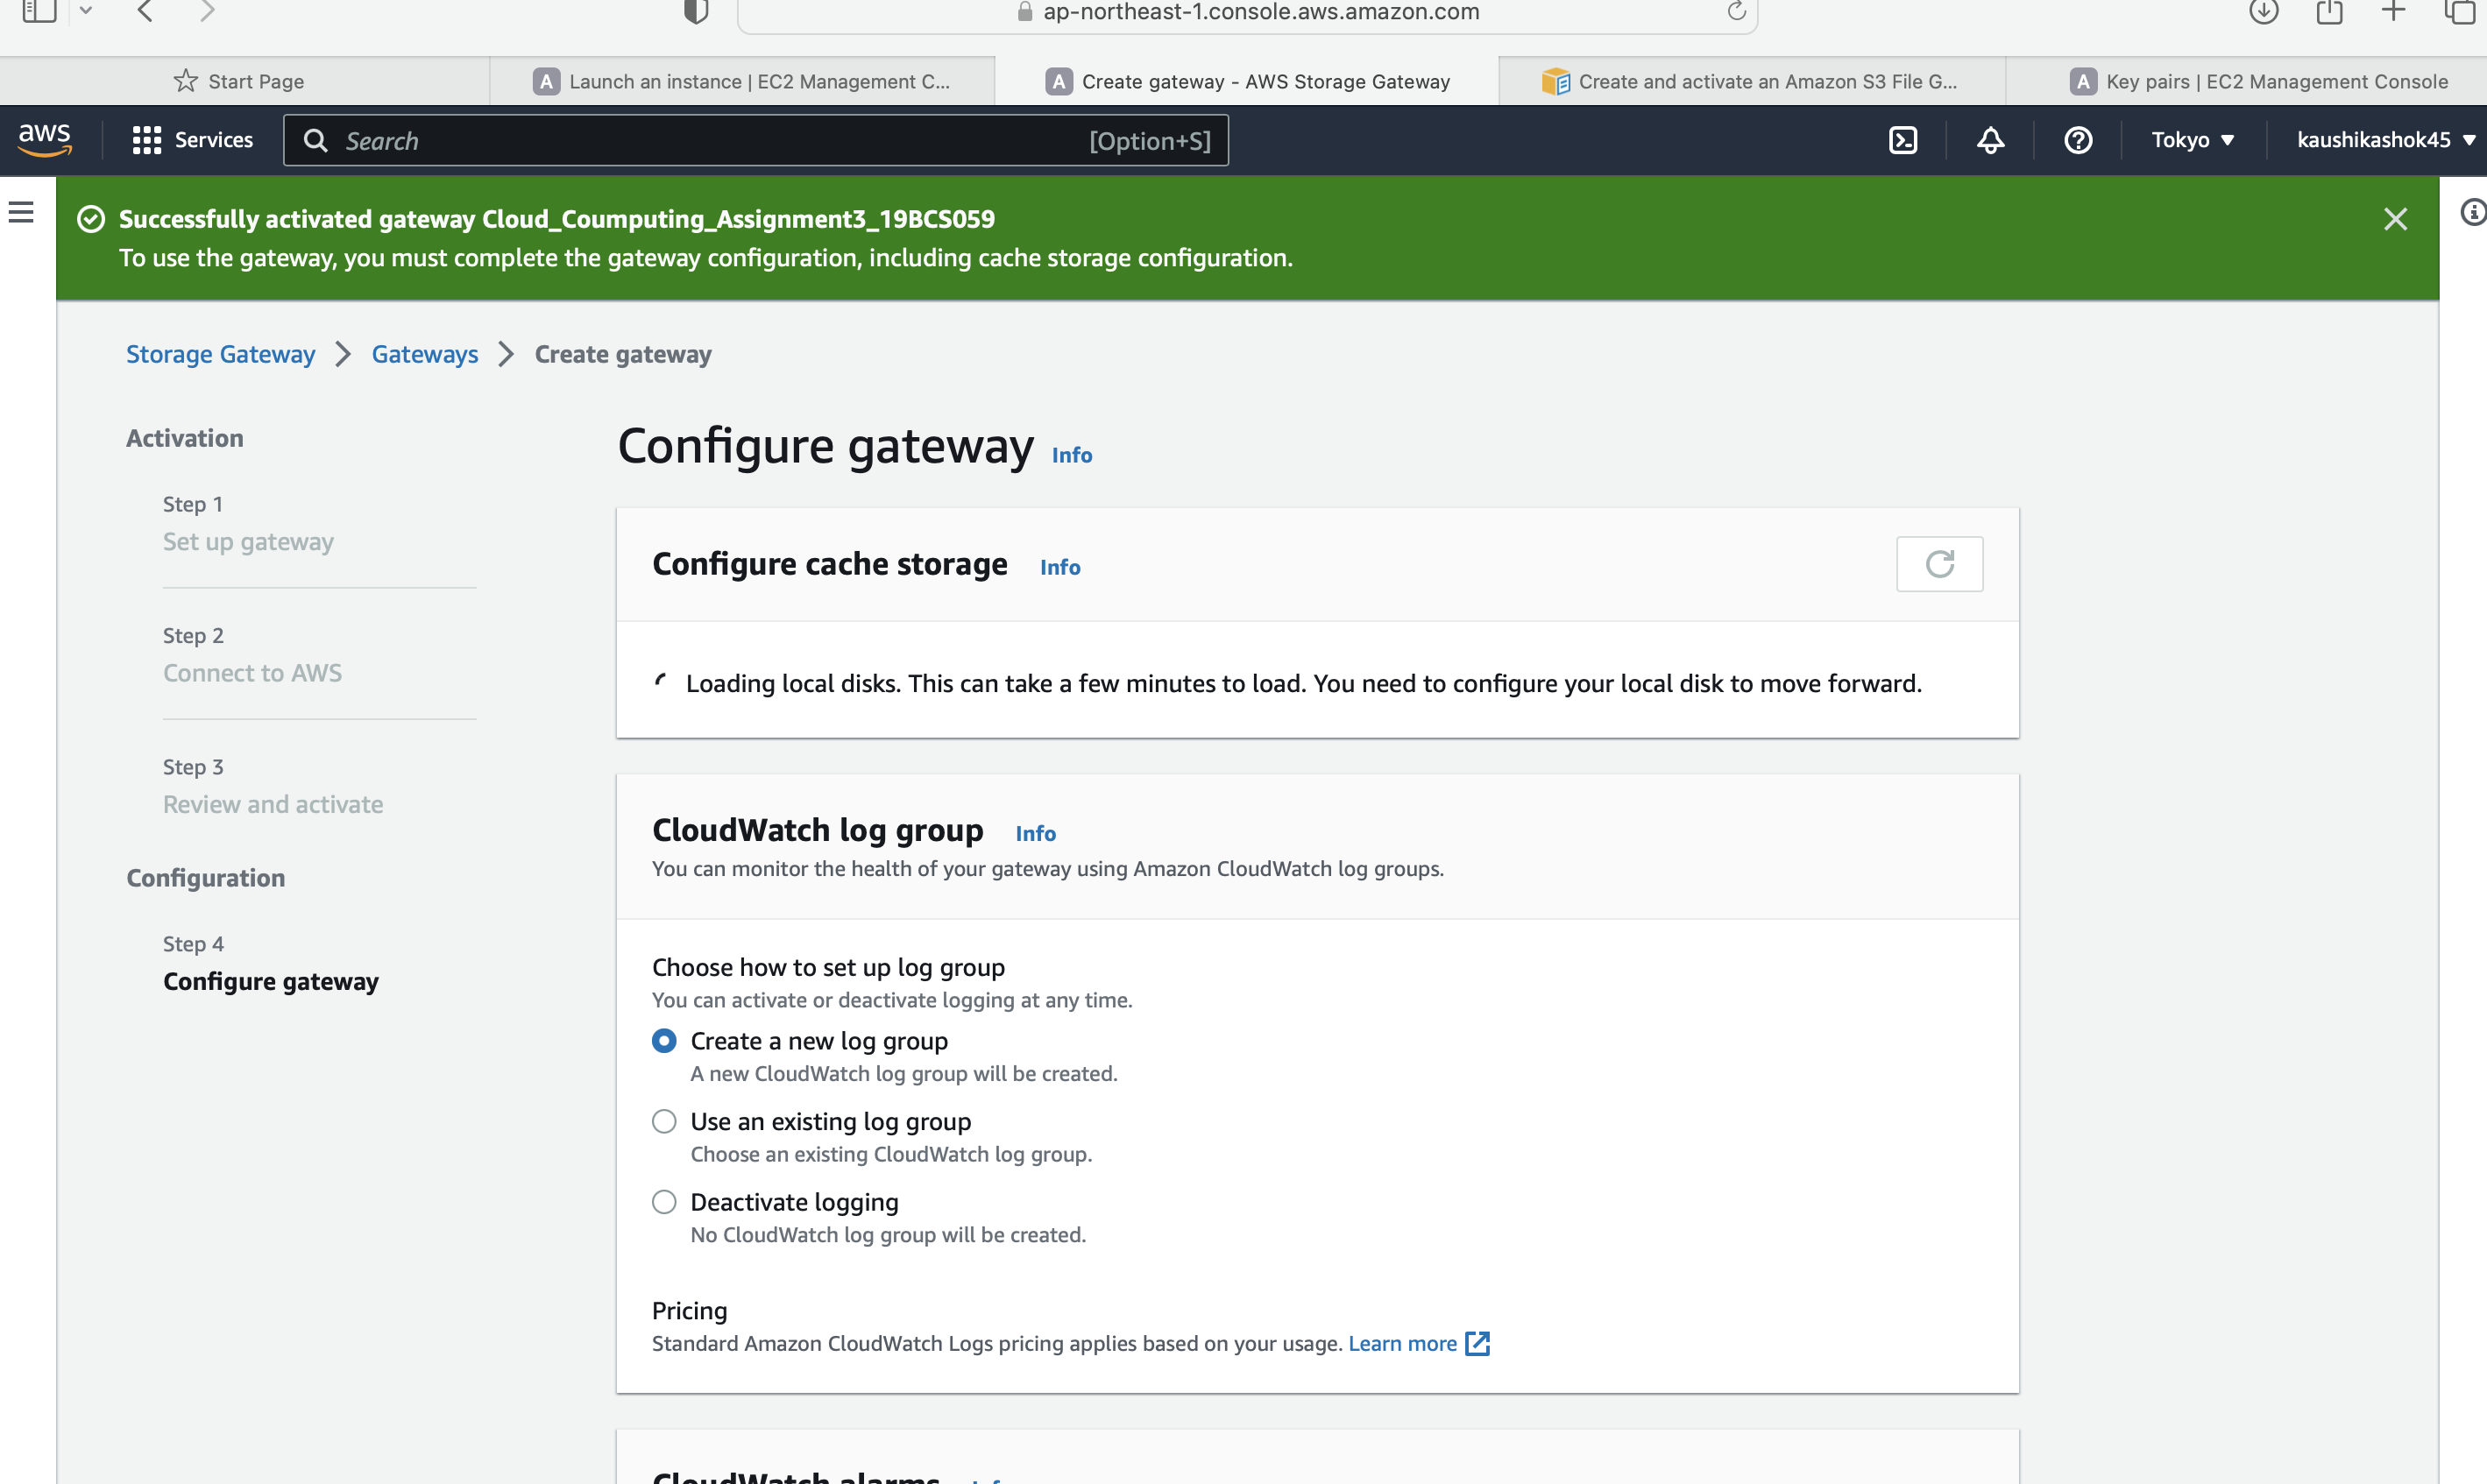 ap-northeast-1.console.aws.amazon.com
Start Page
A Launch an instance | EC2 Management C...
A Create gateway - AWS Storage Gateway
Create and activate an Amazon S3 File G...
A Key pairs | EC2 Management Console
aws
Services
Search
[Option+S]
Tokyo
kaushikashok45
Successfully activated gateway Cloud_Coumputing_Assignment3_19BCS059
To use the gateway, you must complete the gateway configuration, including cache storage configuration.
Storage Gateway
Gateways
Create gateway
Activation
Step 1
Set up gateway
Step 2
Connect to AWS
Step 3
Review and activate
Configuration
Step 4
Configure gateway
Configure gateway Info
Configure cache storage Info
Loading local disks. This can take a few minutes to load. You need to configure your local disk to move forward.
CloudWatch log group Info
You can monitor the health of your gateway using Amazon CloudWatch log groups.
Choose how to set up log group
You can activate or deactivate logging at any time.
Create a new log group
A new CloudWatch log group will be created.
Use an existing log group
Choose an existing CloudWatch log group.
Deactivate logging
No CloudWatch log group will be created.
Pricing
Standard Amazon CloudWatch Logs pricing applies based on your usage. Learn more
CloudWatch alarms Info